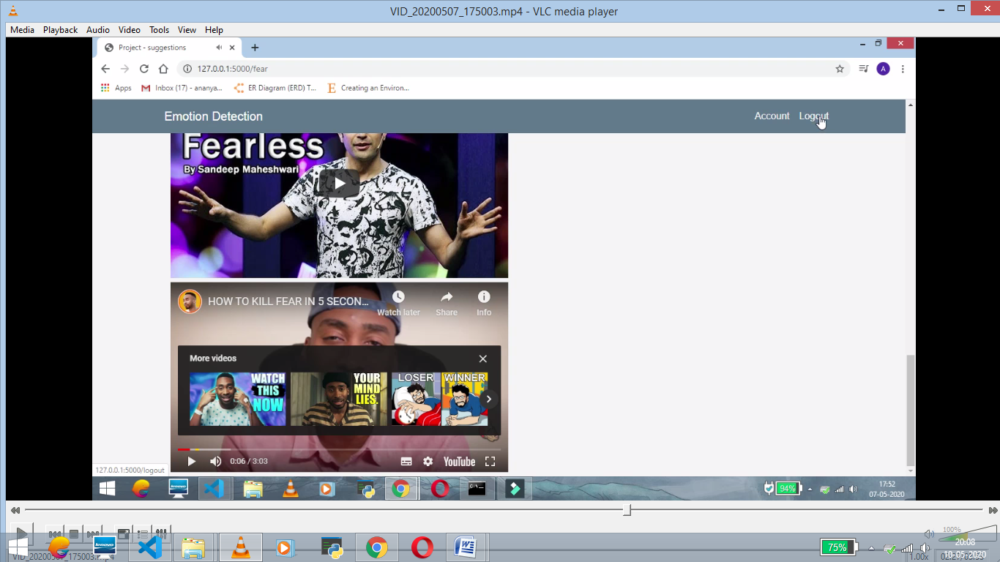 VID_20200507_175003.mp4 - VLC media player
Media Playback Audio Video Tools View Help
Project - suggestions
127.0.0.1:5000/fear
A
Apps Inbox (17) - ananya... ER Diagram (ERD) T... E Creating an Environ...
Emotion Detection Account Logout
Fearless
By Sandeep Maheshwari
HOW TO KILL FEAR IN 5 SECON...
Watch later Share Info
More videos
WATCH THIS NOW
YOUR MIND LIES.
LOSER WINNER
0:06 / 3:03 YouTube
127.0.0.1:5000/logout
94% 17:52
07-05-2020
100%
lenovo 75% 20:08
VID_20200507_175003.mp4 1.00x 10-05-2020